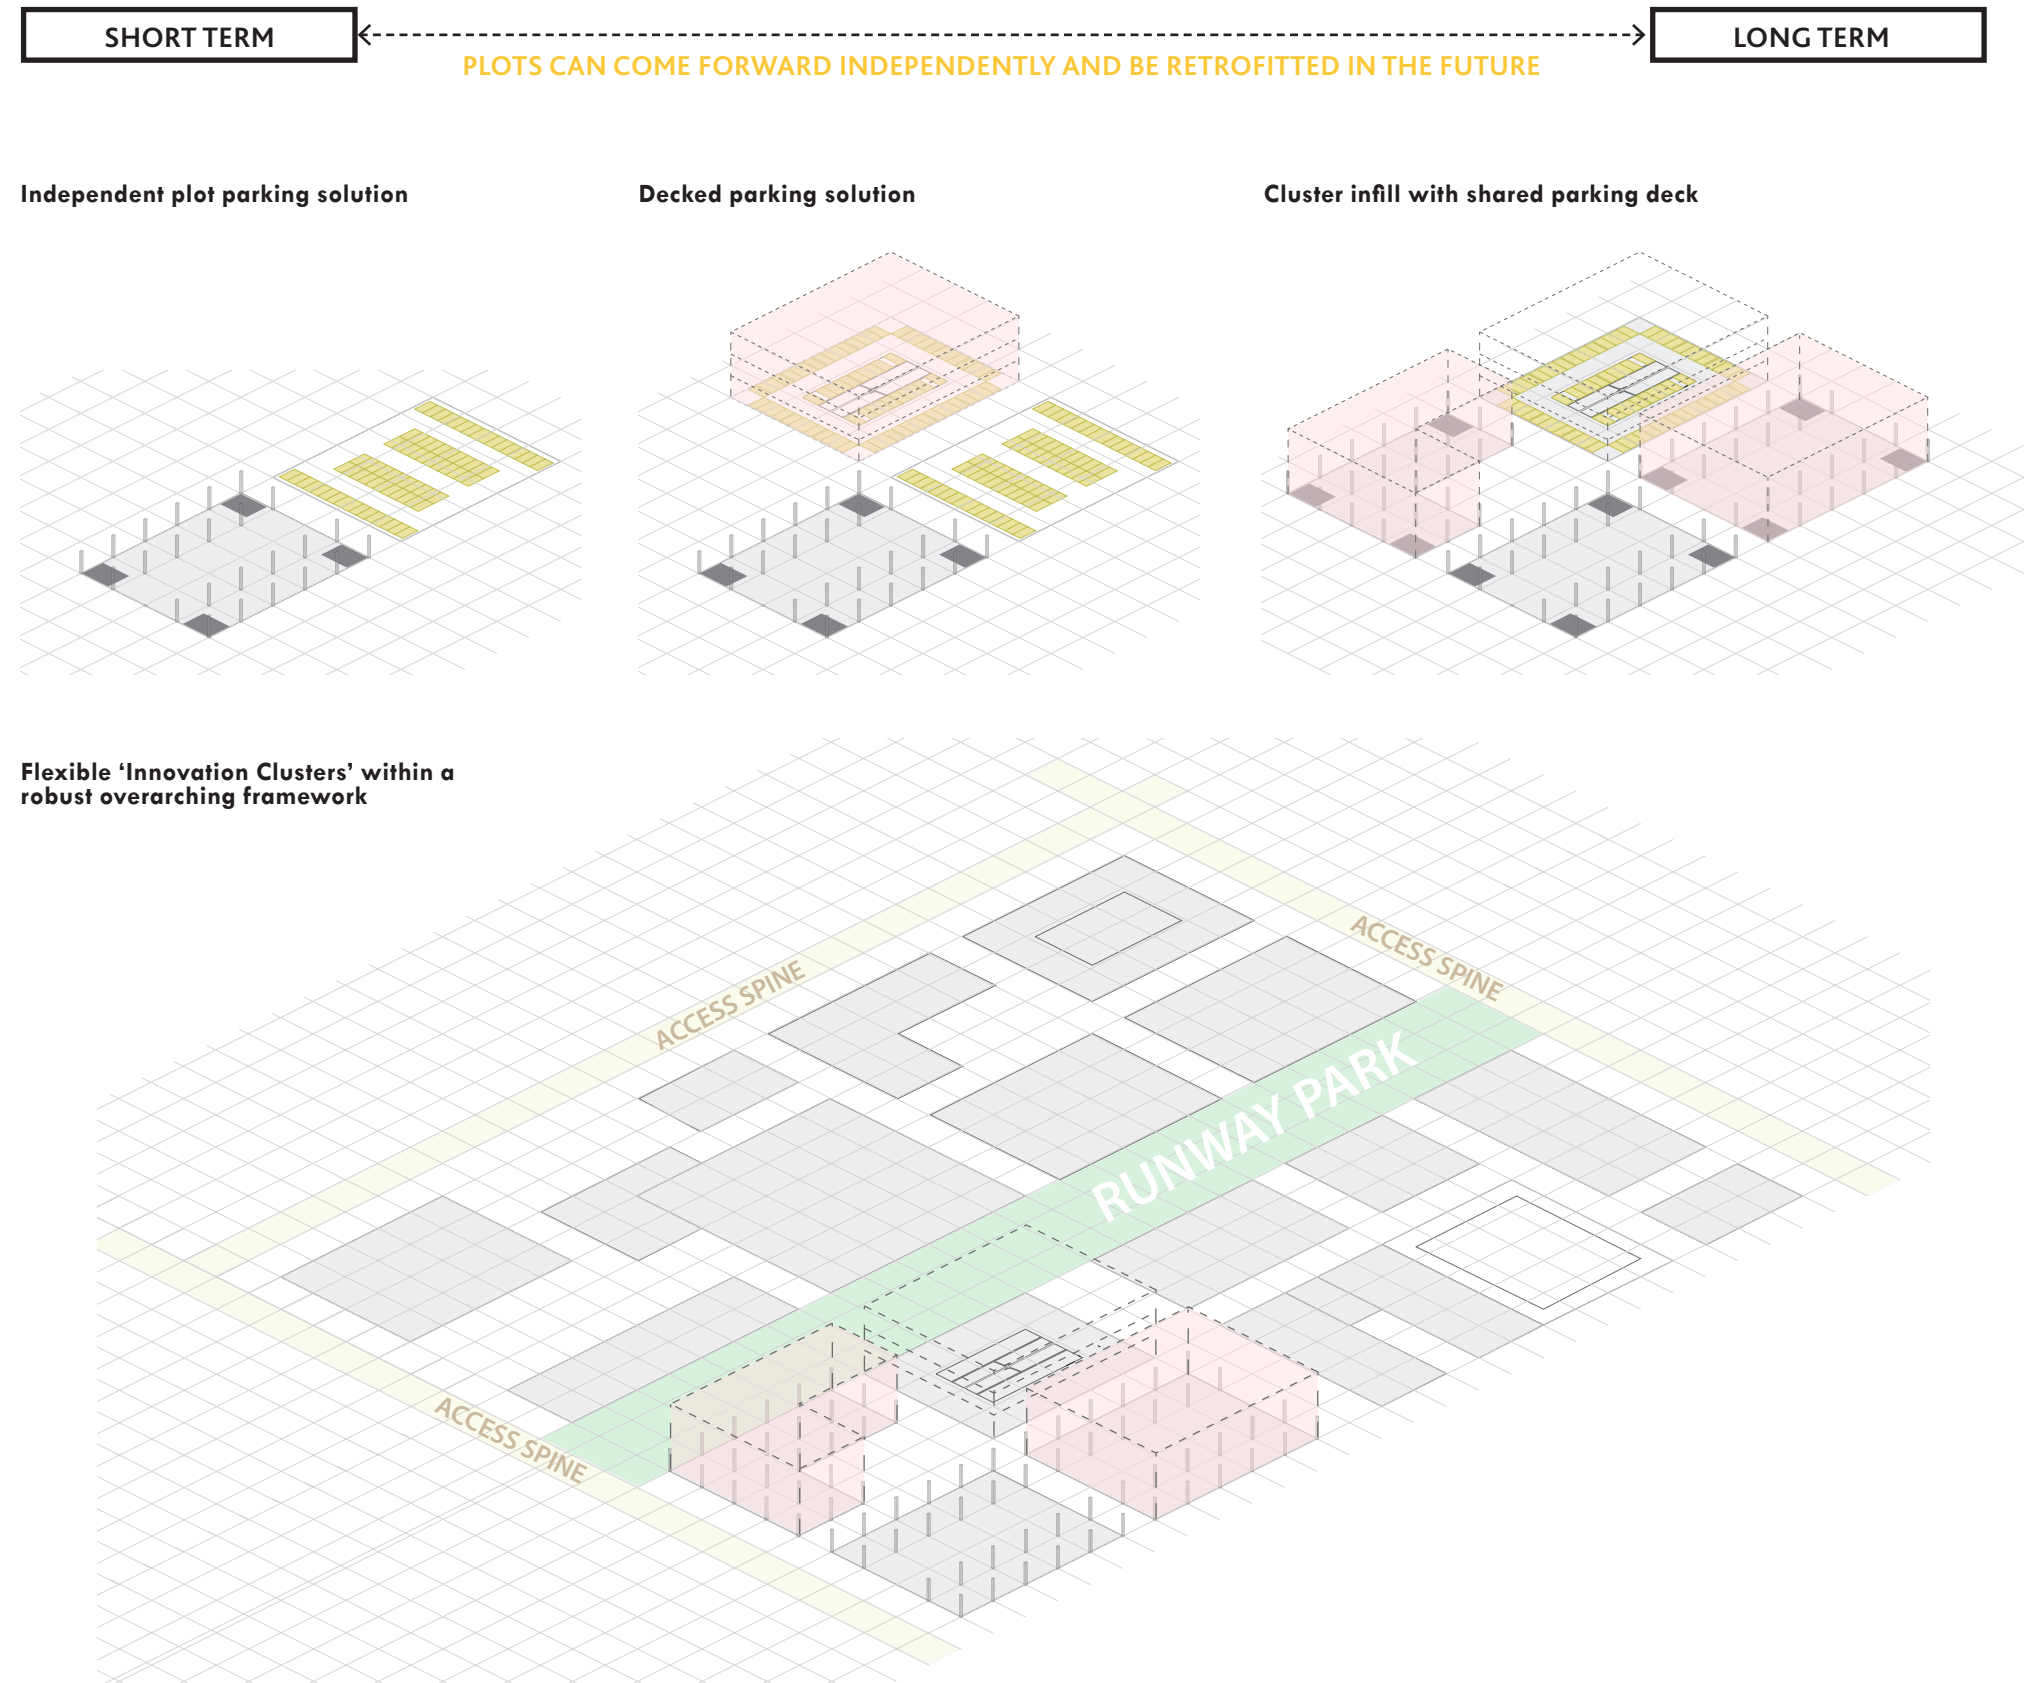 SHORT TERM
LONG TERM
PLOTS CAN COME FORWARD INDEPENDENTLY AND BE RETROFITTED IN THE FUTURE
Independent plot parking solution
Decked parking solution
Cluster infill with shared parking deck
Flexible ‘Innovation Clusters’ within a
robust overarching framework
ACCESS SPINE
ACCESS SPINE
RUNWAY PARK
ACCESS SPINE